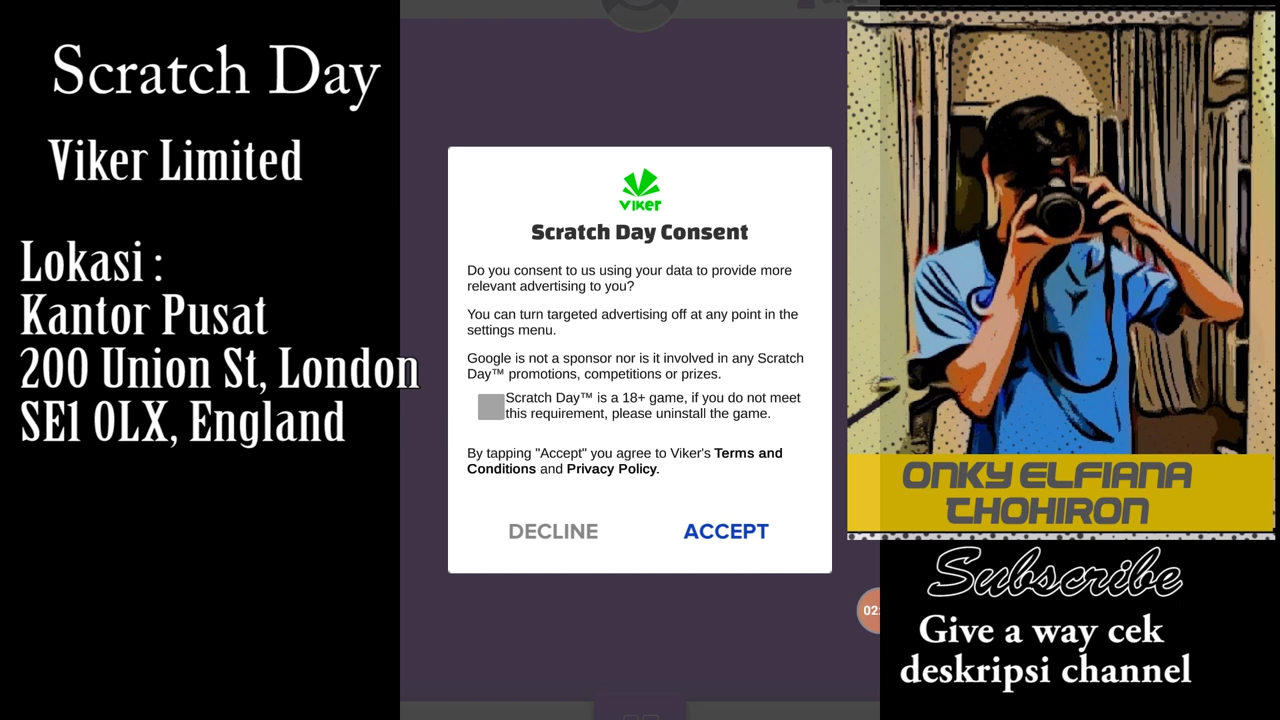 Scratch Day
Viker Limited
Lokasi :
Kantor Pusat
200 Union St, London
SE1 0LX, England
VIKER
Scratch Day Consent
Do you consent to us using your data to provide more
relevant advertising to you?
You can turn targeted advertising off at any point in the
settings menu.
Google is not a sponsor nor is it involved in any Scratch
Day™ promotions, competitions or prizes.
Scratch Day™ is a 18+ game, if you do not meet
this requirement, please uninstall the game.
By tapping "Accept" you agree to Viker's Terms and
Conditions and Privacy Policy.
DECLINE
ACCEPT
02:
ONKY ELFIANA
THOHIRON
Subscribe
Give a way cek
deskripsi channel